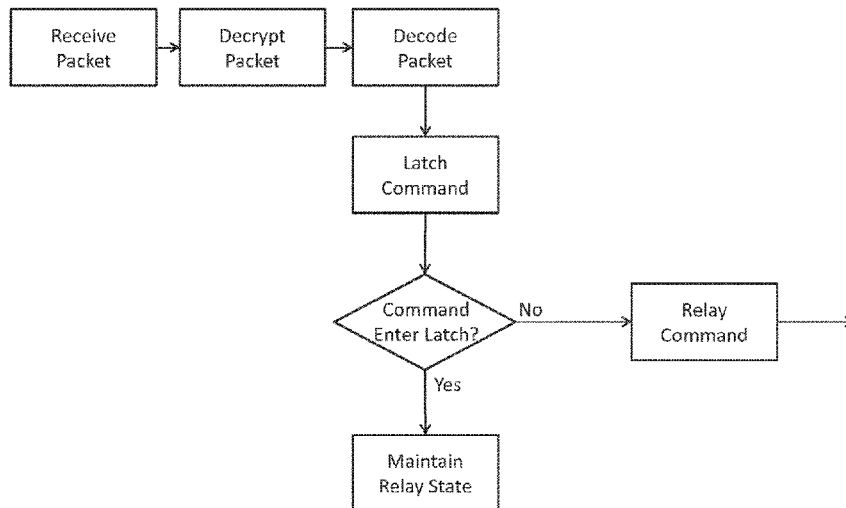 Receive
Packet
Decrypt
Packet
Decode
Packet
Latch
Command
Command
Enter Latch?
No
Relay
Command
Yes
Maintain
Relay State